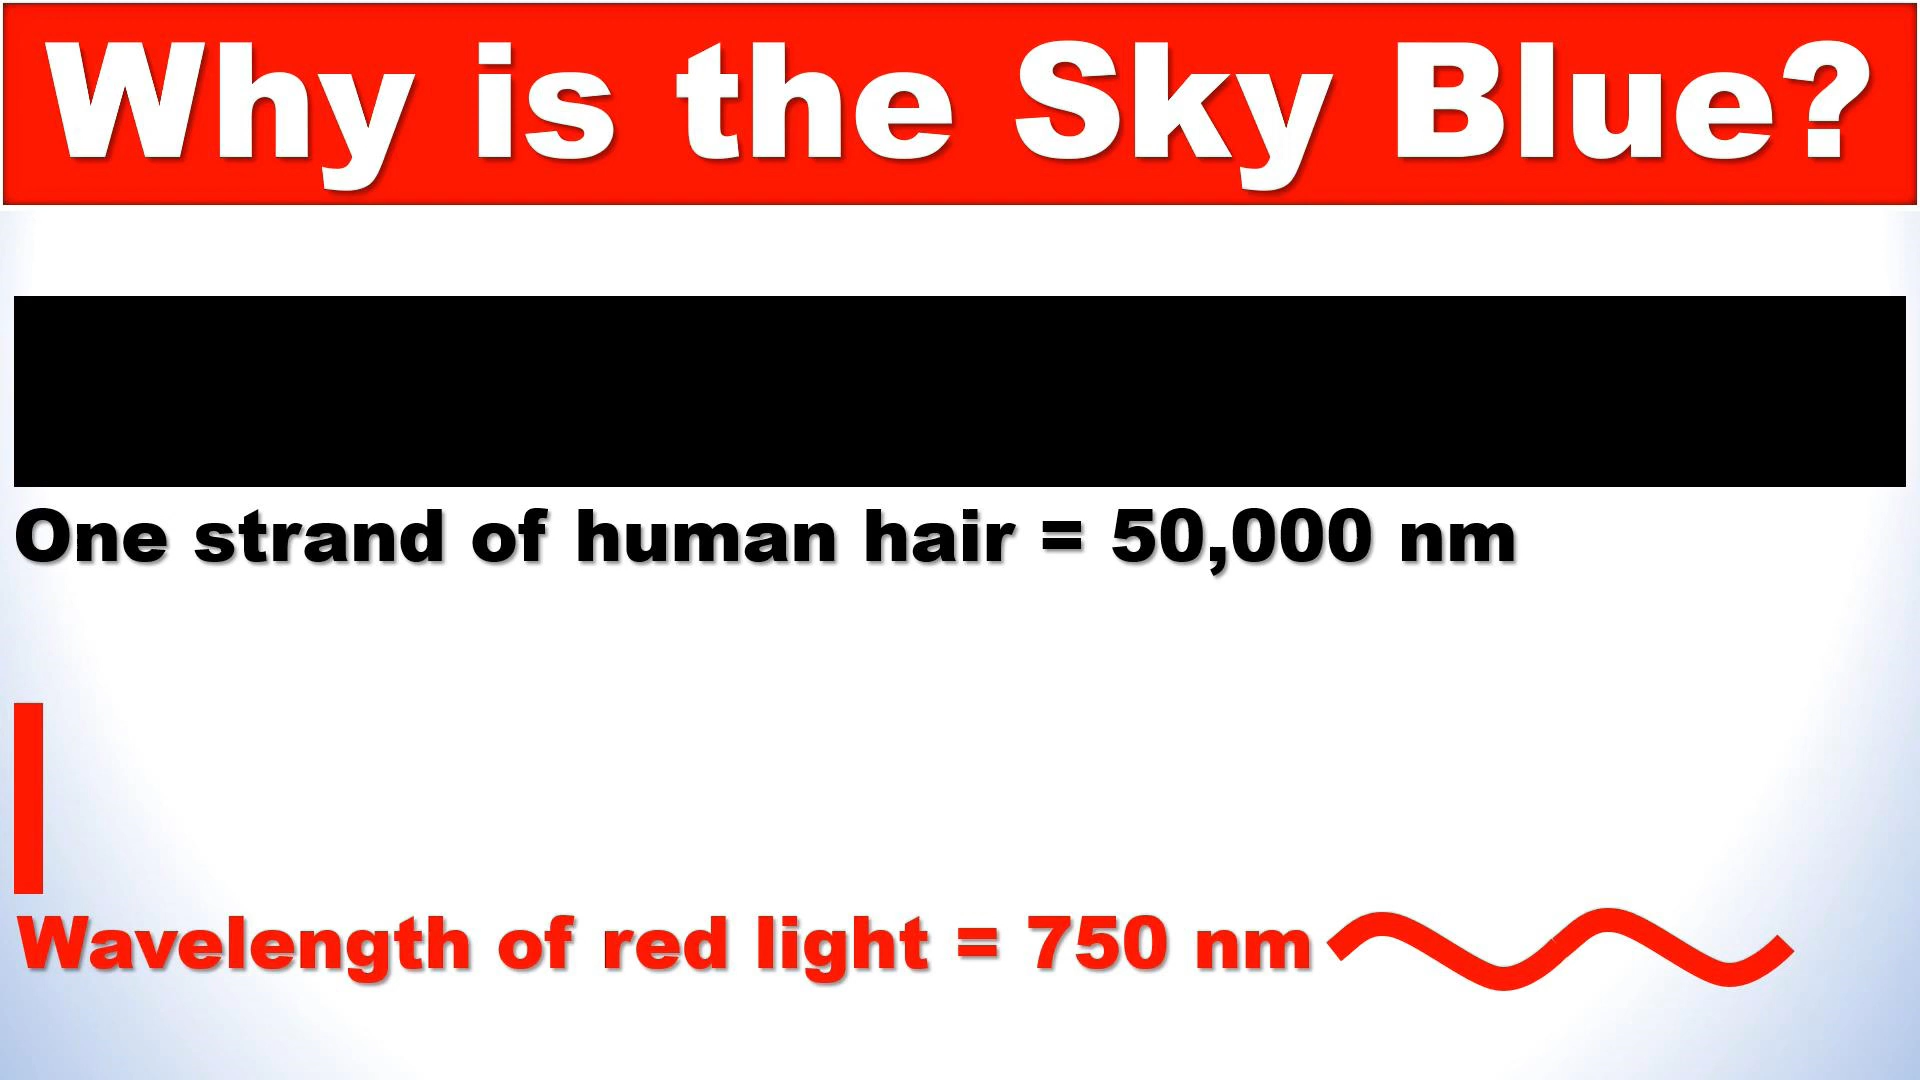 Why is the Sky Blue?
One strand of human hair = 50,000 nm
Wavelength of red light = 750 nm